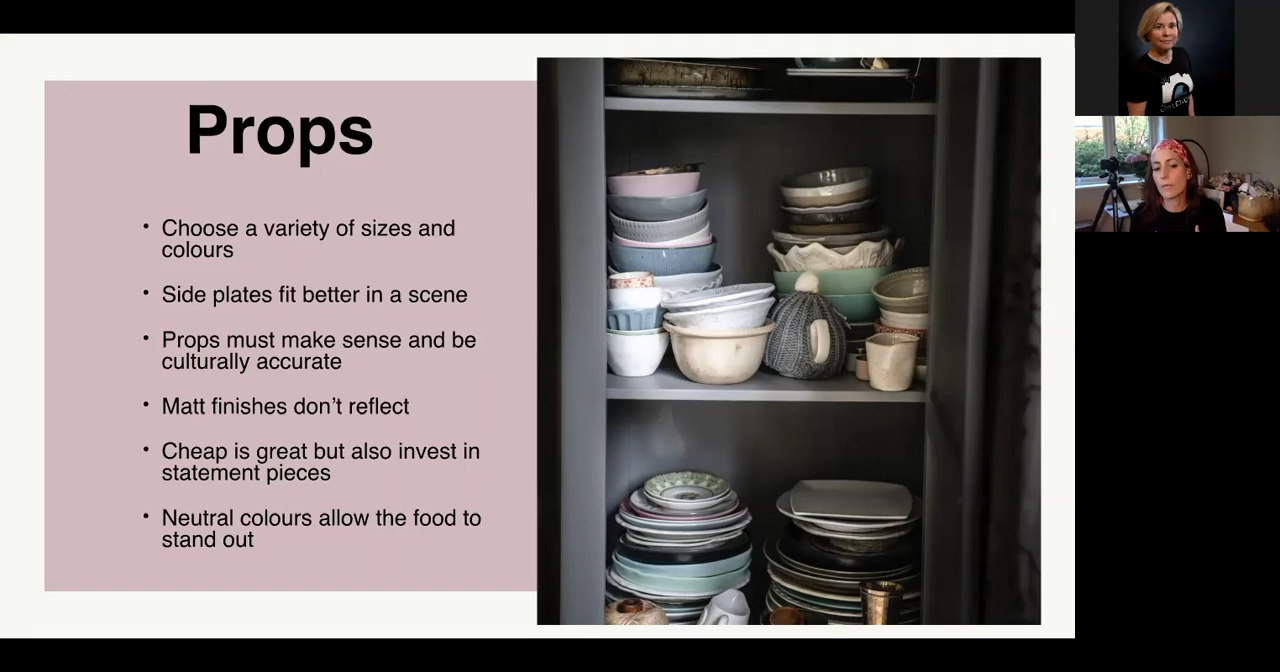 Props
• Choose a variety of sizes and
colours
• Side plates fit better in a scene
• Props must make sense and be
culturally accurate
• Matt finishes don’t reflect
• Cheap is great but also invest in
statement pieces
• Neutral colours allow the food to
stand out